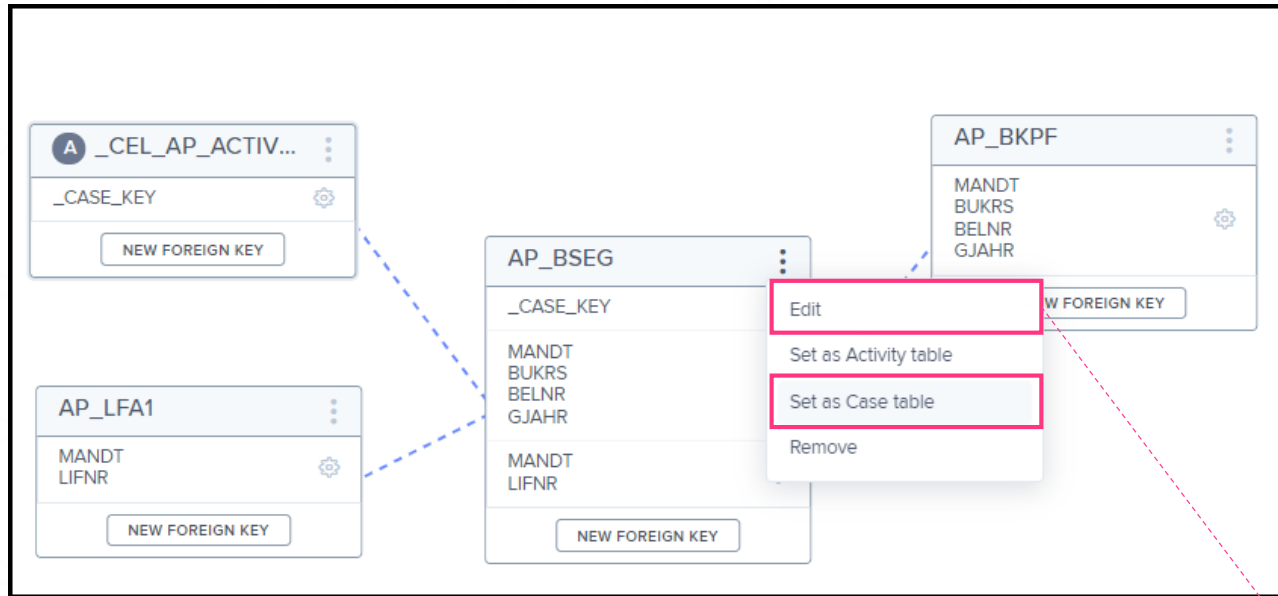 A _CEL_AP_ACTIV...
_CASE_KEY
NEW FOREIGN KEY
AP_LFA1
MANDT
LIFNR
NEW FOREIGN KEY
AP_BSEG
_CASE_KEY
MANDT
BUKRS
BELNR
GJAHR
MANDT
LIFNR
NEW FOREIGN KEY
Edit
Set as Activity table
Set as Case table
Remove
AP_BKPF
MANDT
BUKRS
BELNR
GJAHR
W FOREIGN KEY